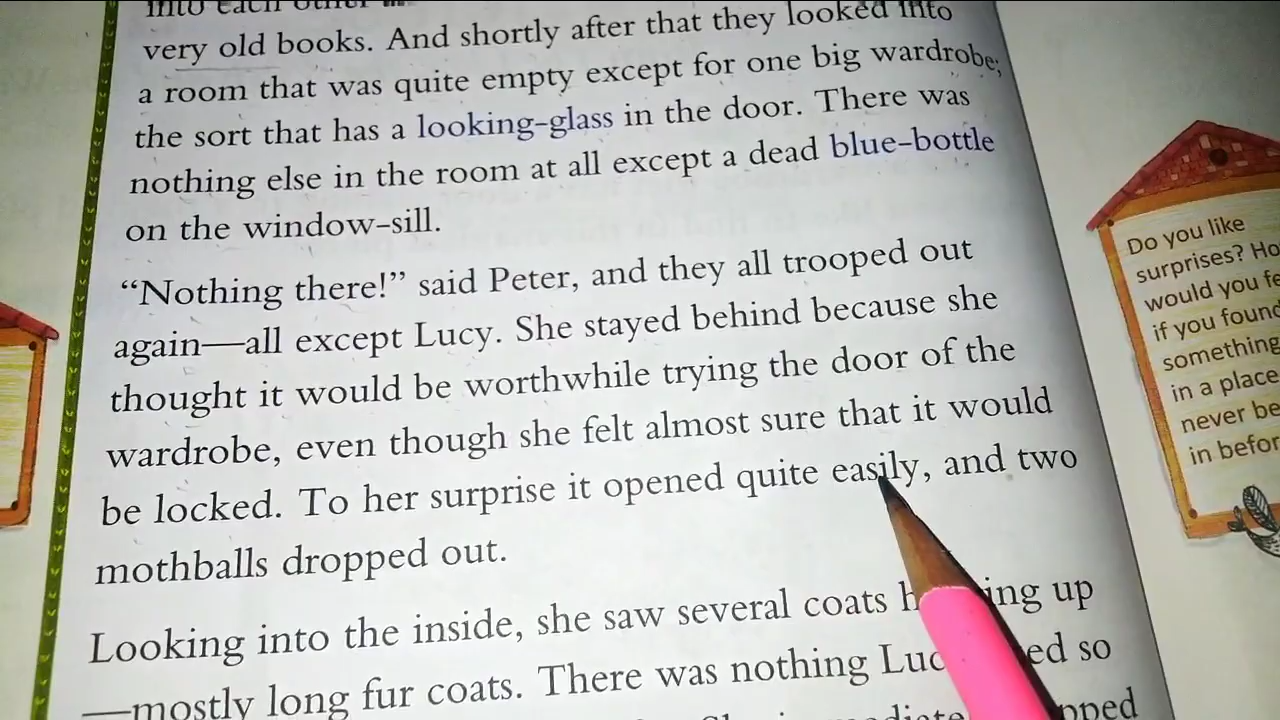 into each other
very old books. And shortly after that they looked into
a room that was quite empty except for one big wardrobe;
the sort that has a looking-glass in the door. There was
nothing else in the room at all except a dead blue-bottle
on the window-sill.
“Nothing there!” said Peter, and they all trooped out
again—all except Lucy. She stayed behind because she
thought it would be worthwhile trying the door of the
wardrobe, even though she felt almost sure that it would
be locked. To her surprise it opened quite easily, and two
mothballs dropped out.
Looking into the inside, she saw several coats up
—mostly long fur coats. There was nothing so
Do you like
surprises?
would you
if you found
something
in a place
never
in